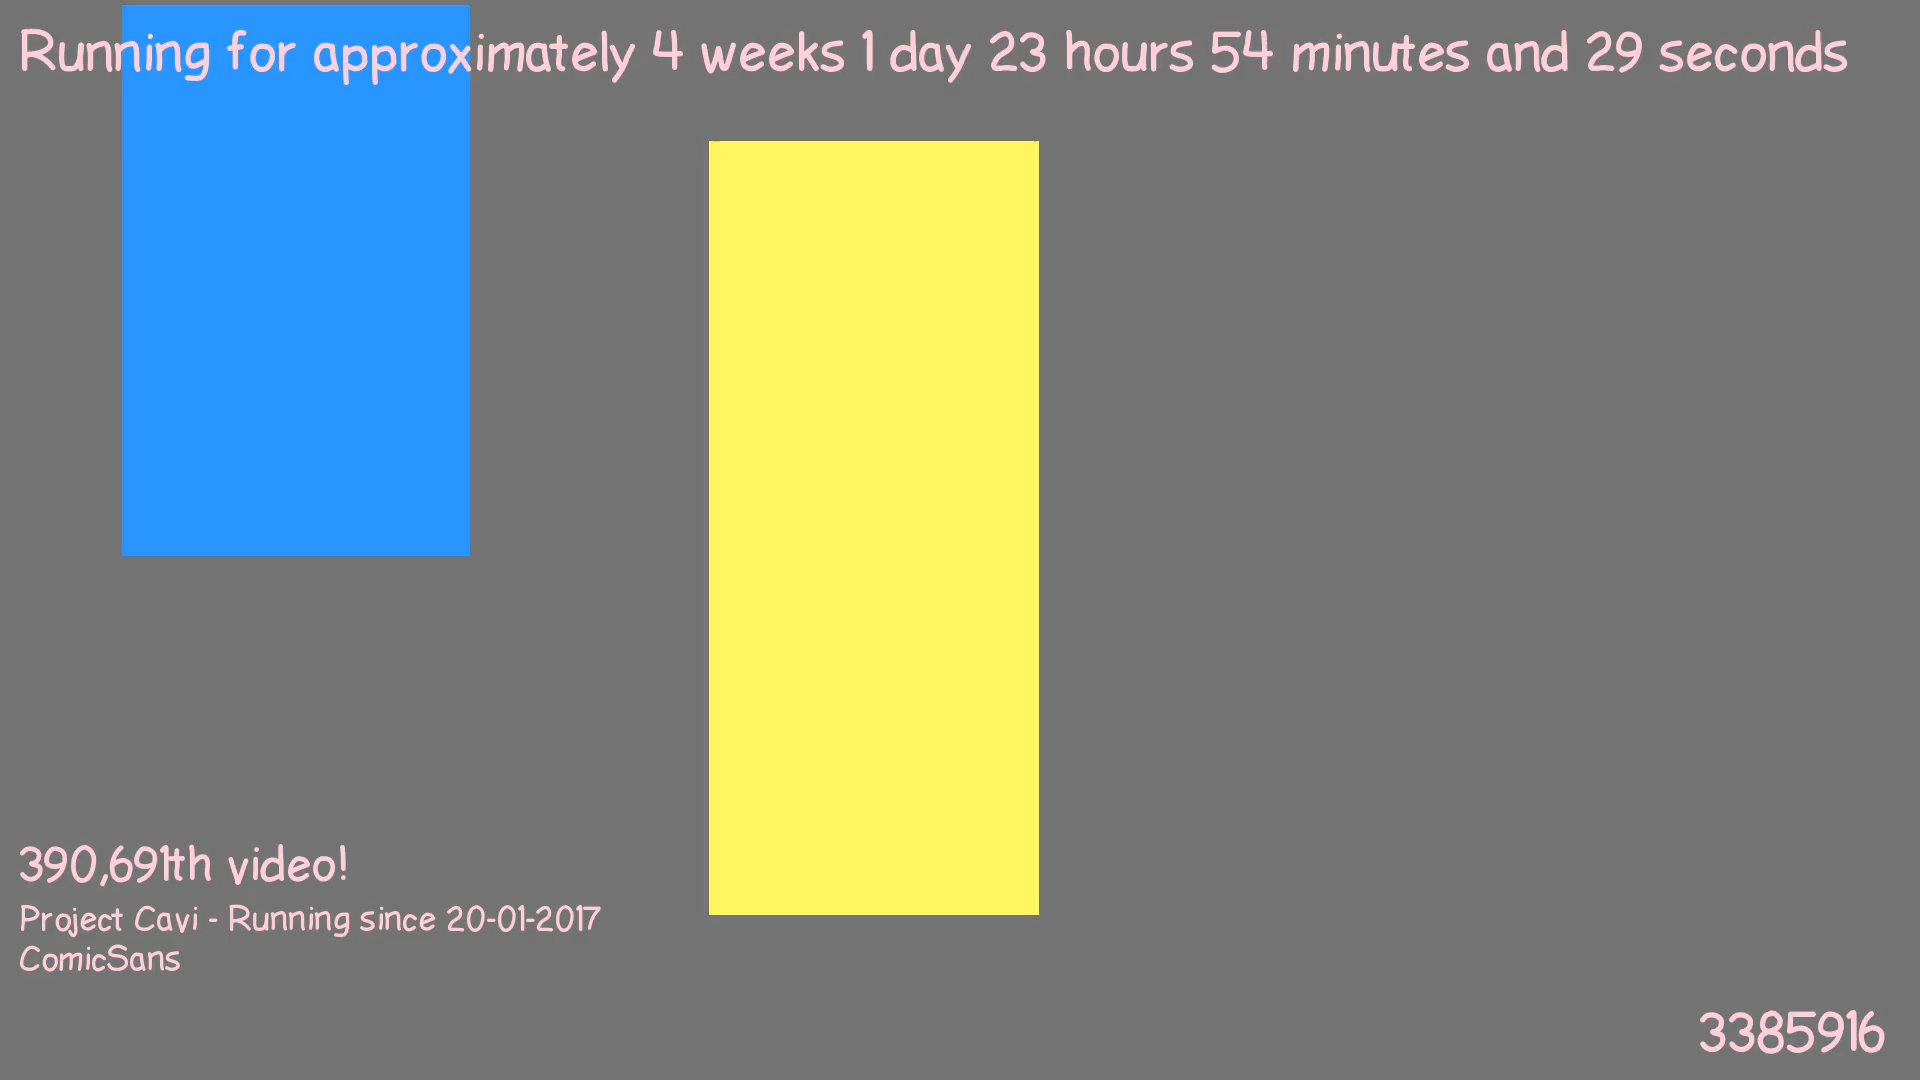 Running for approximately 4 weeks 1 day 23 hours 54 minutes and 29 seconds
390,691th video!
Project Cavi - Running since 20-01-2017
ComicSans
3385916